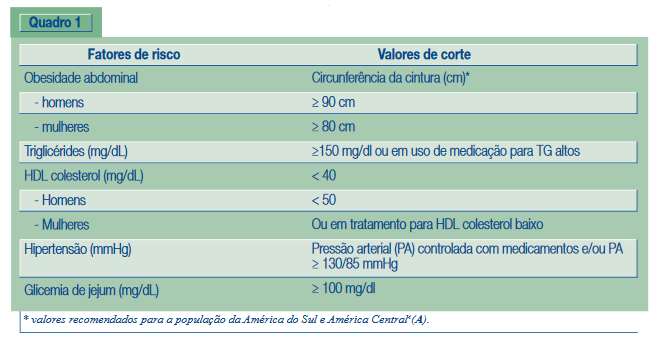 Quadro 1
Fatores de risco Valores de corte
Obesidade abdominal Circunferência da cintura (cm)*
- homens ≥ 90 cm
- mulheres ≥ 80 cm
Triglicérides (mg/dL) ≥150 mg/dl ou em uso de medicação para TG altos
HDL colesterol (mg/dL) < 40
- Homens < 50
- Mulheres Ou em tratamento para HDL colesterol baixo
Hipertensão (mmHg) Pressão arterial (PA) controlada com medicamentos e/ou PA
≥ 130/85 mmHg
Glicemia de jejum (mg/dL) ≥ 100 mg/dl
* valores recomendados para a população da América do Sul e América Central(A).